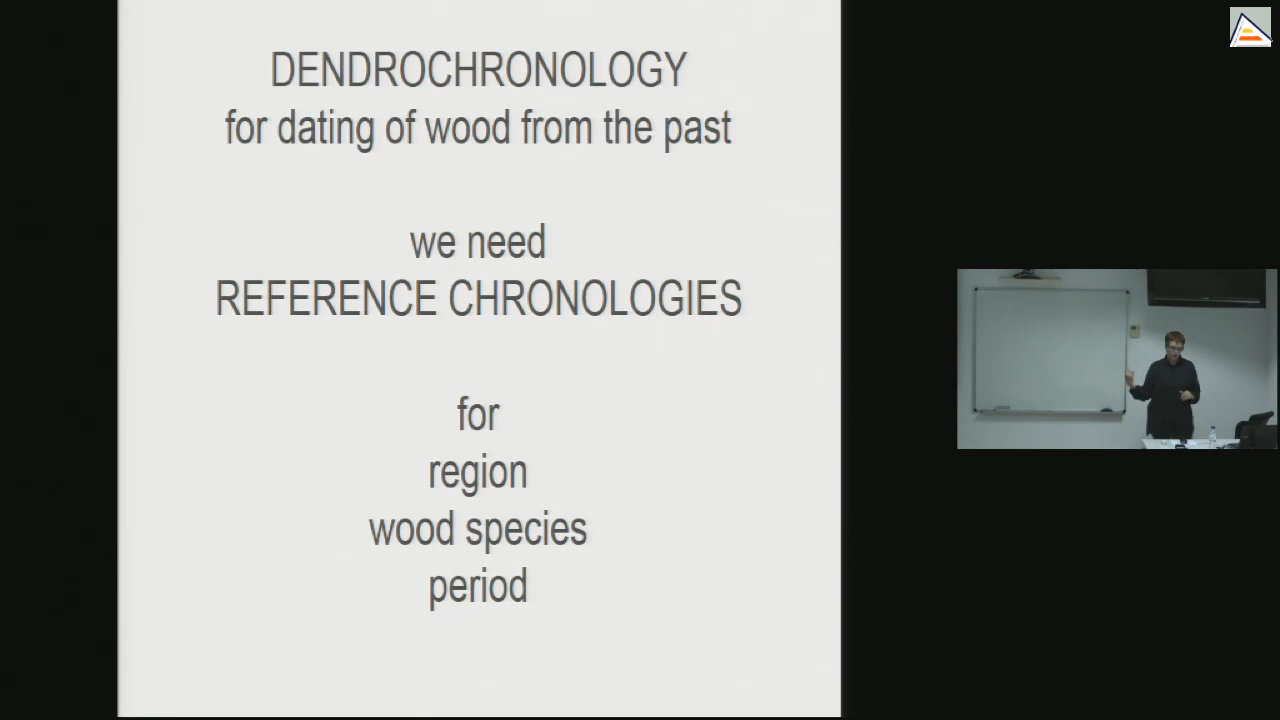 DENDROCHRONOLOGY
for dating of wood from the past
we need
REFERENCE CHRONOLOGIES
for
region
wood species
period